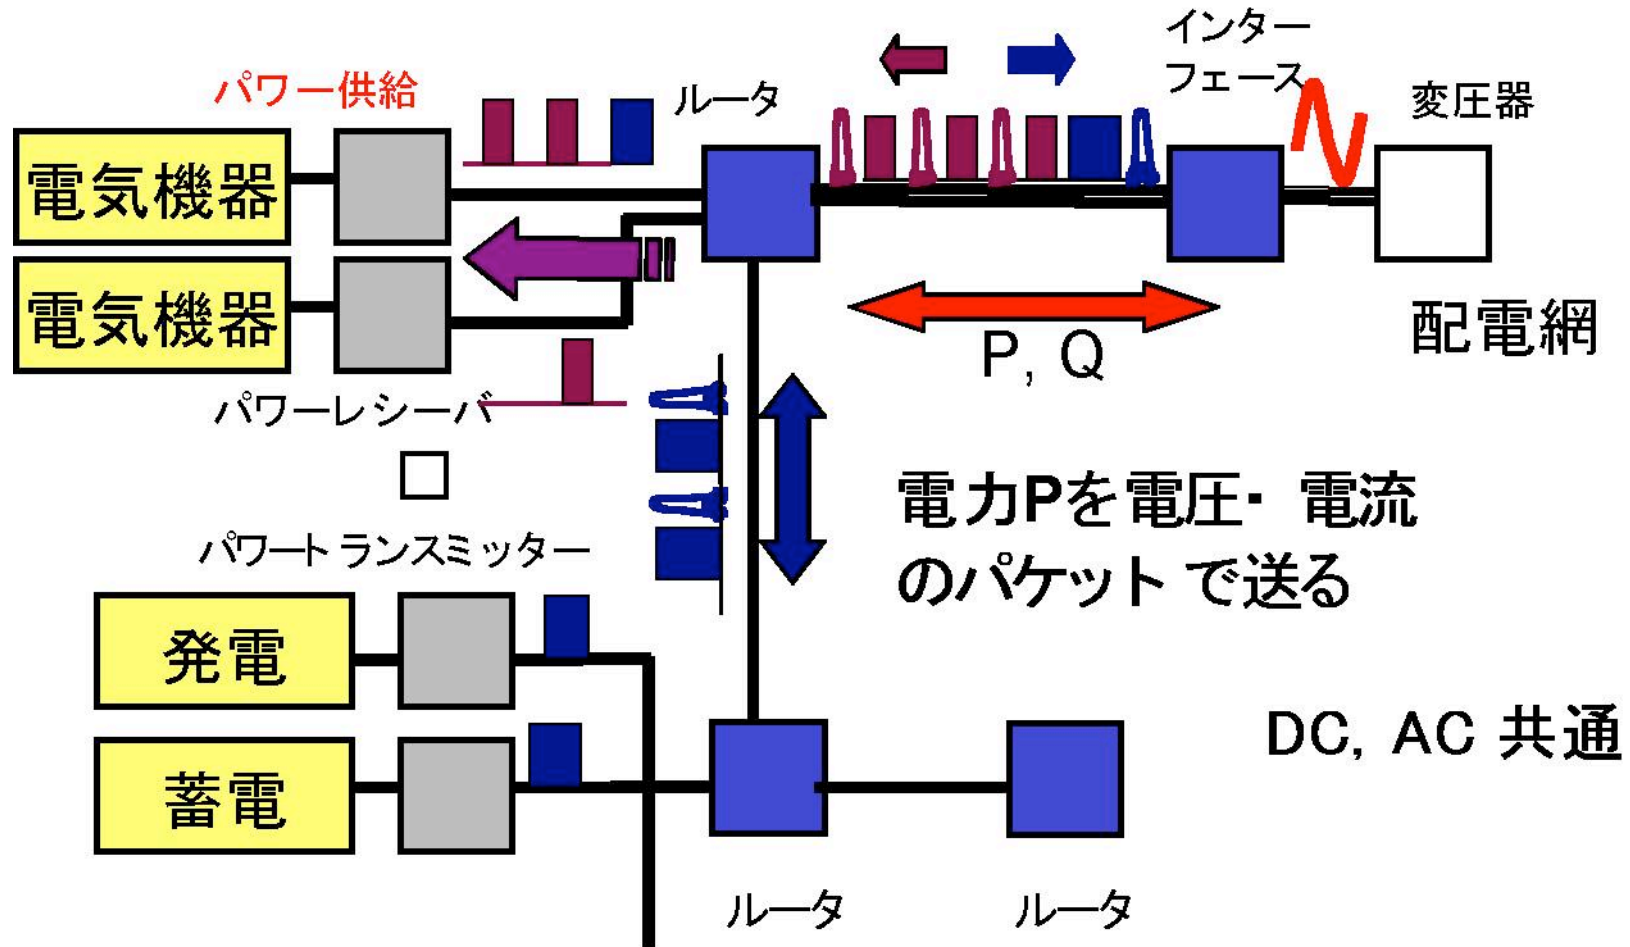 インター
フェース
パワー供給
ルータ
変圧器
電気機器
電気機器
P, Q
配電網
パワーレシーバ
電力Pを電圧・電流
のパケットで送る
パワートランスミッター
発電
DC, AC 共通
蓄電
ルータ
ルータ